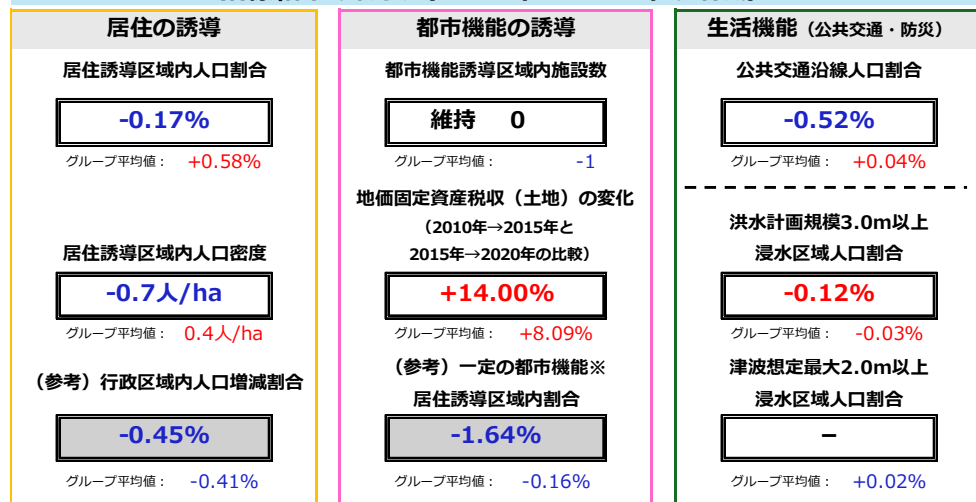 居住の誘導
居住誘導区域内人口割合
-0.17%
グループ平均値： +0.58%
居住誘導区域内人口密度
-0.7人/ha
グループ平均値： 0.4人/ha
（参考）行政区域内人口増減割合
-0.45%
グループ平均値： -0.41%
都市機能の誘導
都市機能誘導区域内施設数
維持 0
グループ平均値： -1
地価固定資産税収（土地）の変化
（2010年→2015年と
2015年→2020年の比較）
+14.00%
グループ平均値： +8.09%
（参考）一定の都市機能※
居住誘導区域内割合
-1.64%
グループ平均値： -0.16%
生活機能（公共交通・防災）
公共交通沿線人口割合
-0.52%
グループ平均値： +0.04%
洪水計画規模3.0m以上
浸水区域人口割合
-0.12%
グループ平均値： -0.03%
津波想定最大2.0m以上
浸水区域人口割合
–
グループ平均値： +0.02%